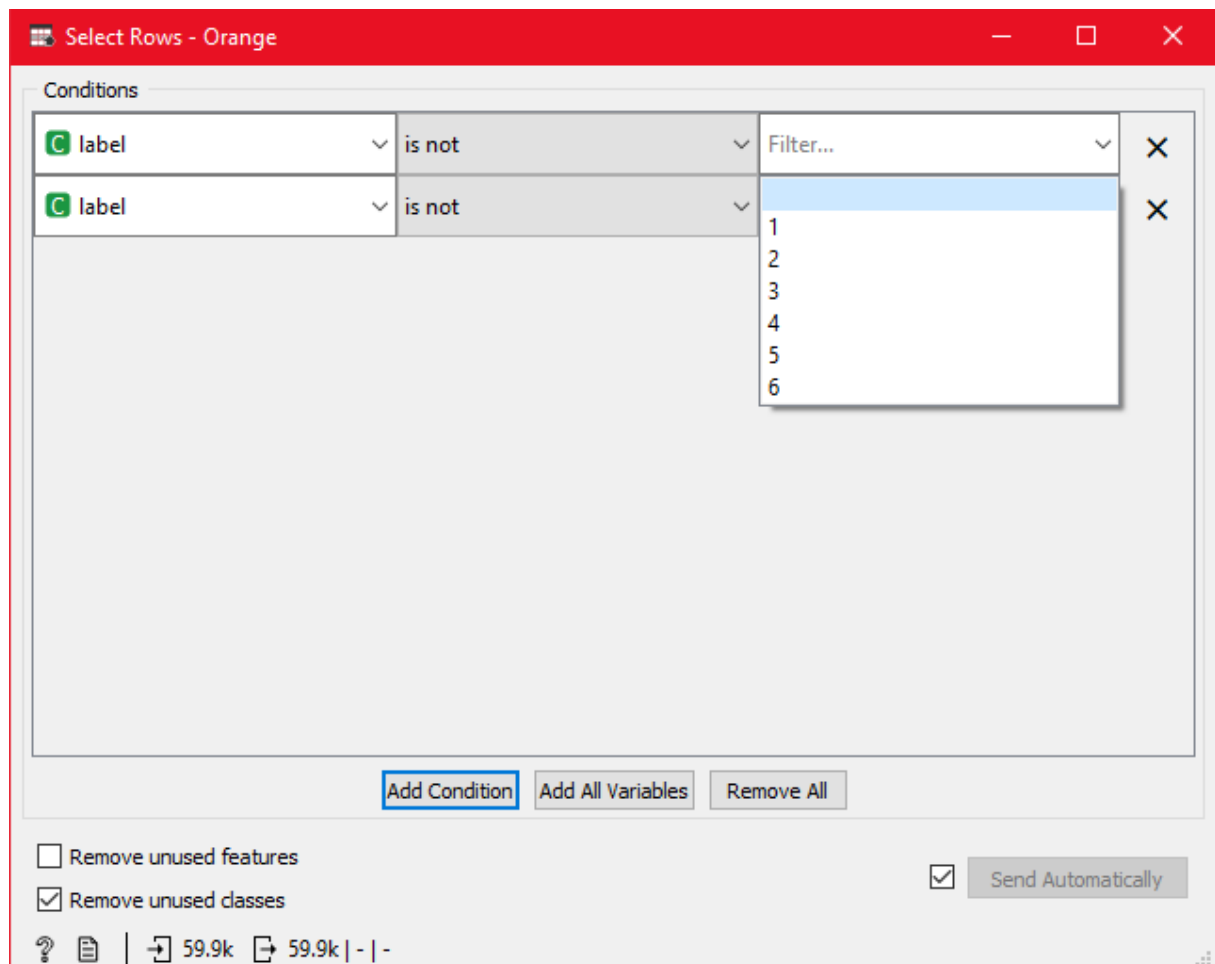 Select Rows - Orange
Conditions
C label is not Filter...
C label is not
1
2
3
4
5
6
Add Condition Add All Variables Remove All
Remove unused features
Send Automatically
Remove unused classes
? 59.9k 59.9k | - | -